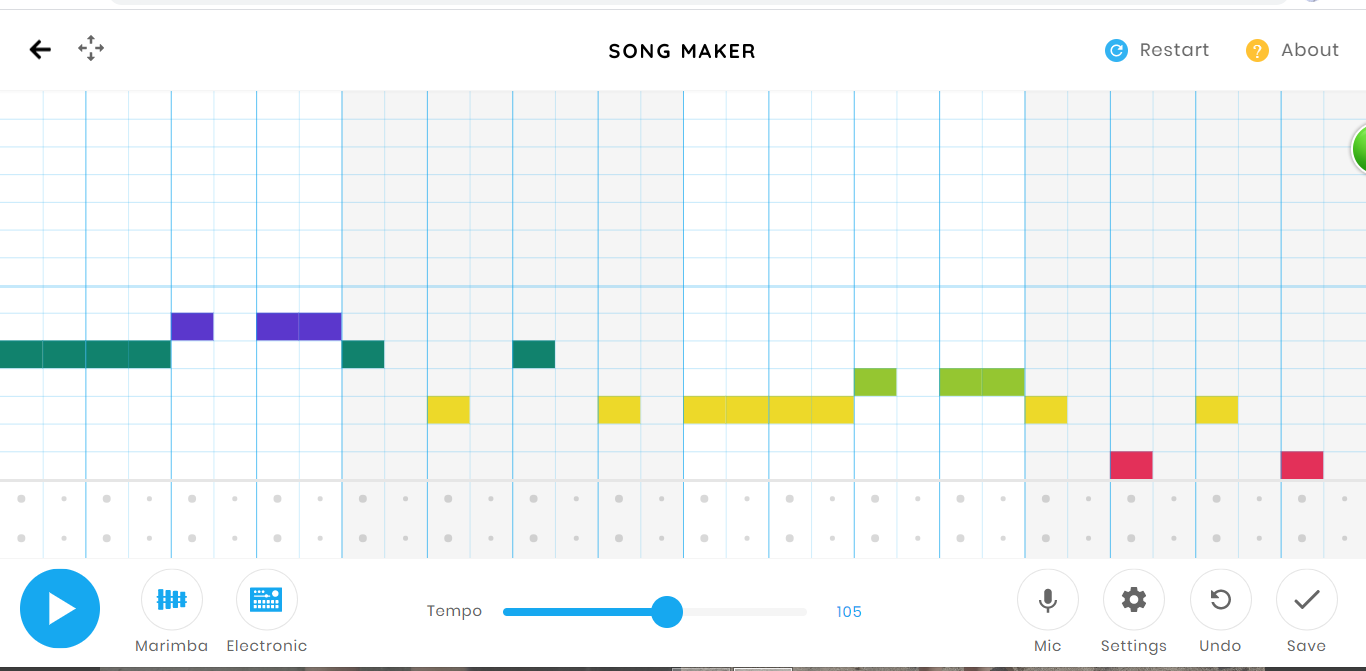 SONG MAKER
Restart
? About
Tempo
105
Marimba
Electronic
Mic
Settings
Undo
Save